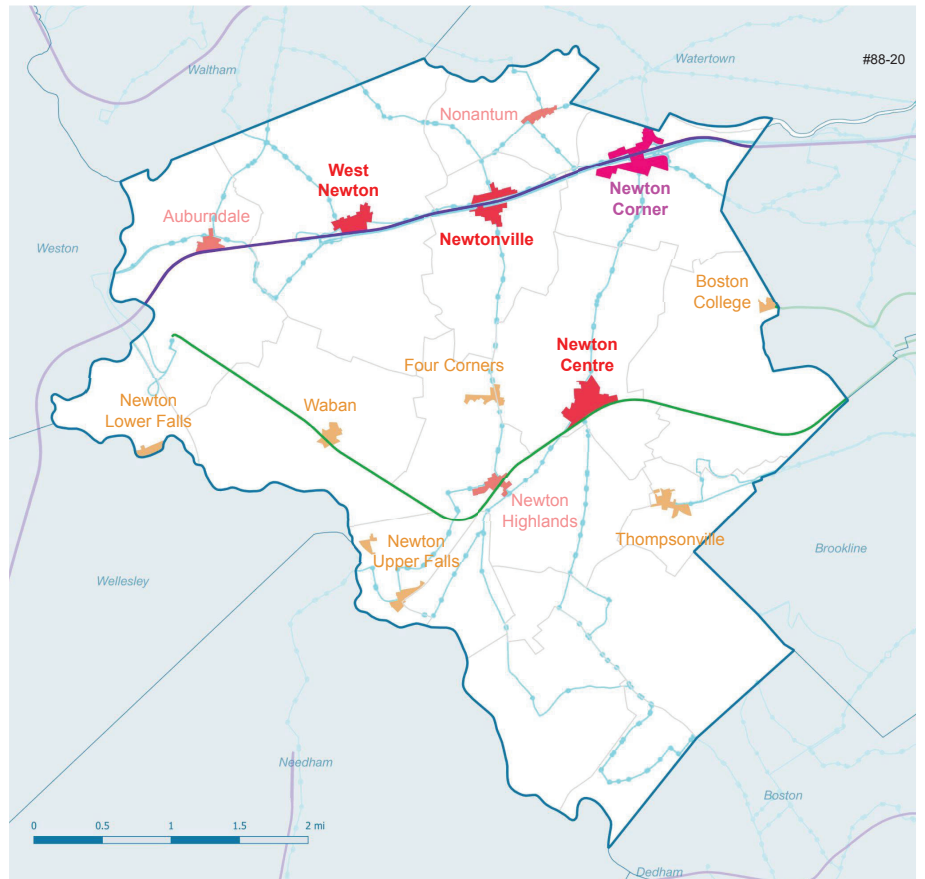 #88-20
Watertown
Waltham
Nonantum
West
Newton
Newton
Corner
Auburndale
Newtonville
Weston
Boston
College
Newton
Centre
Four Corners
Newton
Lower Falls
Waban
Newton
Highlands
Thompsonville
Newton
Upper Falls
Brookline
Wellesley
Needham
Boston
0 0.5 1 1.5 2 mi
Dedham